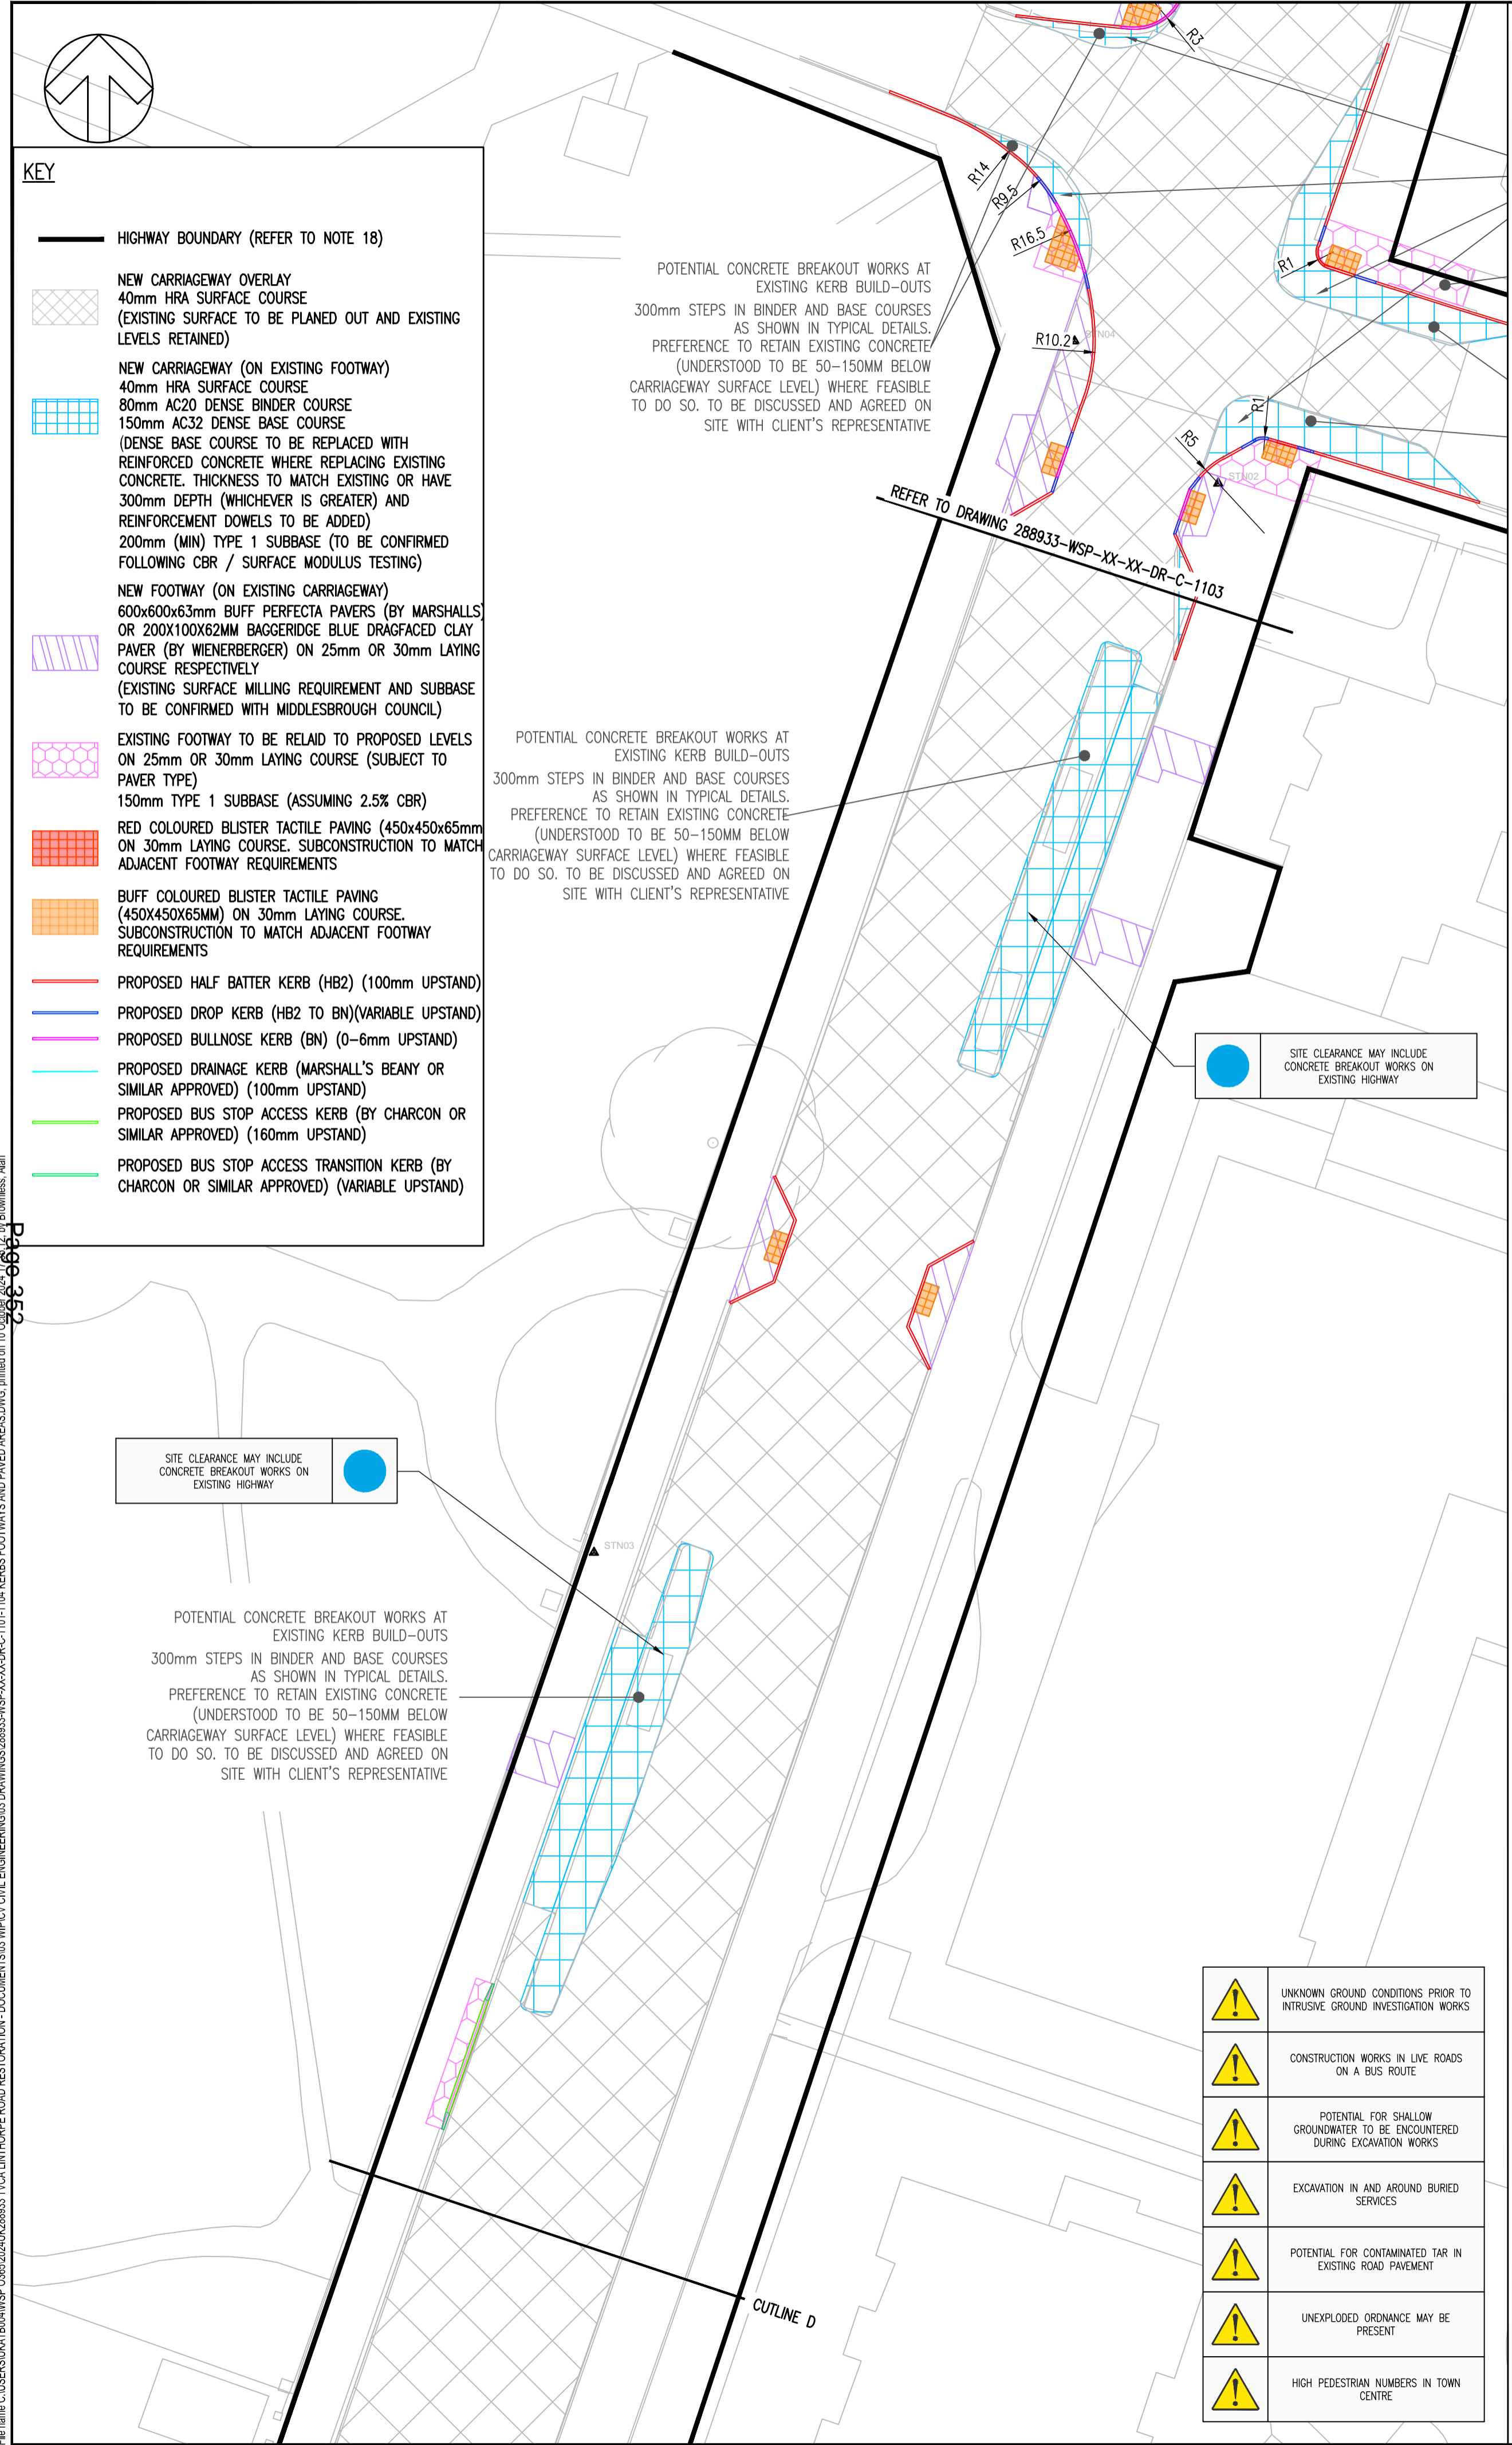 KEY
HIGHWAY BOUNDARY (REFER TO NOTE 18)
NEW CARRIAGEWAY OVERLAY
40mm HRA SURFACE COURSE
(EXISTING SURFACE TO BE PLANED OUT AND EXISTING
LEVELS RETAINED)
NEW CARRIAGEWAY (ON EXISTING FOOTWAY)
40mm HRA SURFACE COURSE
80mm AC20 DENSE BINDER COURSE
150mm AC32 DENSE BASE COURSE
(DENSE BASE COURSE TO BE REPLACED WITH
REINFORCED CONCRETE WHERE REPLACING EXISTING
CONCRETE. THICKNESS TO MATCH EXISTING OR HAVE
300mm DEPTH (WHICHEVER IS GREATER) AND
REINFORCEMENT DOWELS TO BE ADDED)
200mm (MIN) TYPE 1 SUBBASE (TO BE CONFIRMED
FOLLOWING CBR / SURFACE MODULUS TESTING)
NEW FOOTWAY (ON EXISTING CARRIAGEWAY)
600x600x63mm BUFF PERFECTA PAVERS (BY MARSHALLS)
OR 200X100X62MM BAGGERIDGE BLUE DRAGFACED CLAY
PAVER (BY WIENERBERGER) ON 25mm OR 30mm LAYING
COURSE RESPECTIVELY
(EXISTING SURFACE MILLING REQUIREMENT AND SUBBASE
TO BE CONFIRMED WITH MIDDLESBROUGH COUNCIL)
EXISTING FOOTWAY TO BE RELAID TO PROPOSED LEVELS
ON 25mm OR 30mm LAYING COURSE (SUBJECT TO
PAVER TYPE)
150mm TYPE 1 SUBBASE (ASSUMING 2.5% CBR)
RED COLOURED BLISTER TACTILE PAVING (450x450x65mm
ON 30mm LAYING COURSE. SUBCONSTRUCTION TO MATCH
ADJACENT FOOTWAY REQUIREMENTS
BUFF COLOURED BLISTER TACTILE PAVING
(450X450X65MM) ON 30mm LAYING COURSE.
SUBCONSTRUCTION TO MATCH ADJACENT FOOTWAY
REQUIREMENTS
PROPOSED HALF BATTER KERB (HB2) (100mm UPSTAND)
PROPOSED DROP KERB (HB2 TO BN)(VARIABLE UPSTAND)
PROPOSED BULLNOSE KERB (BN) (0-6mm UPSTAND)
PROPOSED DRAINAGE KERB (MARSHALL'S BEANY OR
SIMILAR APPROVED) (100mm UPSTAND)
PROPOSED BUS STOP ACCESS KERB (BY CHARCON OR
SIMILAR APPROVED) (160mm UPSTAND)
PROPOSED BUS STOP ACCESS TRANSITION KERB (BY
CHARCON OR SIMILAR APPROVED) (VARIABLE UPSTAND)
Page 352
R3
R14
R9.5
R16.5
R1
R10.2
STN04
R1
R5
STN02
POTENTIAL CONCRETE BREAKOUT WORKS AT
EXISTING KERB BUILD-OUTS
300mm STEPS IN BINDER AND BASE COURSES
AS SHOWN IN TYPICAL DETAILS.
PREFERENCE TO RETAIN EXISTING CONCRETE
(UNDERSTOOD TO BE 50-150MM BELOW
CARRIAGEWAY SURFACE LEVEL) WHERE FEASIBLE
TO DO SO. TO BE DISCUSSED AND AGREED ON
SITE WITH CLIENT'S REPRESENTATIVE
REFER TO DRAWING 288933-WSP-XX-XX-DR-C-1103
POTENTIAL CONCRETE BREAKOUT WORKS AT
EXISTING KERB BUILD-OUTS
300mm STEPS IN BINDER AND BASE COURSES
AS SHOWN IN TYPICAL DETAILS.
PREFERENCE TO RETAIN EXISTING CONCRETE
(UNDERSTOOD TO BE 50-150MM BELOW
CARRIAGEWAY SURFACE LEVEL) WHERE FEASIBLE
TO DO SO. TO BE DISCUSSED AND AGREED ON
SITE WITH CLIENT'S REPRESENTATIVE
SITE CLEARANCE MAY INCLUDE
CONCRETE BREAKOUT WORKS ON
EXISTING HIGHWAY
SITE CLEARANCE MAY INCLUDE
CONCRETE BREAKOUT WORKS ON
EXISTING HIGHWAY
STN03
POTENTIAL CONCRETE BREAKOUT WORKS AT
EXISTING KERB BUILD-OUTS
300mm STEPS IN BINDER AND BASE COURSES
AS SHOWN IN TYPICAL DETAILS.
PREFERENCE TO RETAIN EXISTING CONCRETE
(UNDERSTOOD TO BE 50-150MM BELOW
CARRIAGEWAY SURFACE LEVEL) WHERE FEASIBLE
TO DO SO. TO BE DISCUSSED AND AGREED ON
SITE WITH CLIENT'S REPRESENTATIVE
CUTLINE D
UNKNOWN GROUND CONDITIONS PRIOR TO
INTRUSIVE GROUND INVESTIGATION WORKS
CONSTRUCTION WORKS IN LIVE ROADS
ON A BUS ROUTE
POTENTIAL FOR SHALLOW
GROUNDWATER TO BE ENCOUNTERED
DURING EXCAVATION WORKS
EXCAVATION IN AND AROUND BURIED
SERVICES
POTENTIAL FOR CONTAMINATED TAR IN
EXISTING ROAD PAVEMENT
UNEXPLODED ORDNANCE MAY BE
PRESENT
HIGH PEDESTRIAN NUMBERS IN TOWN
CENTRE